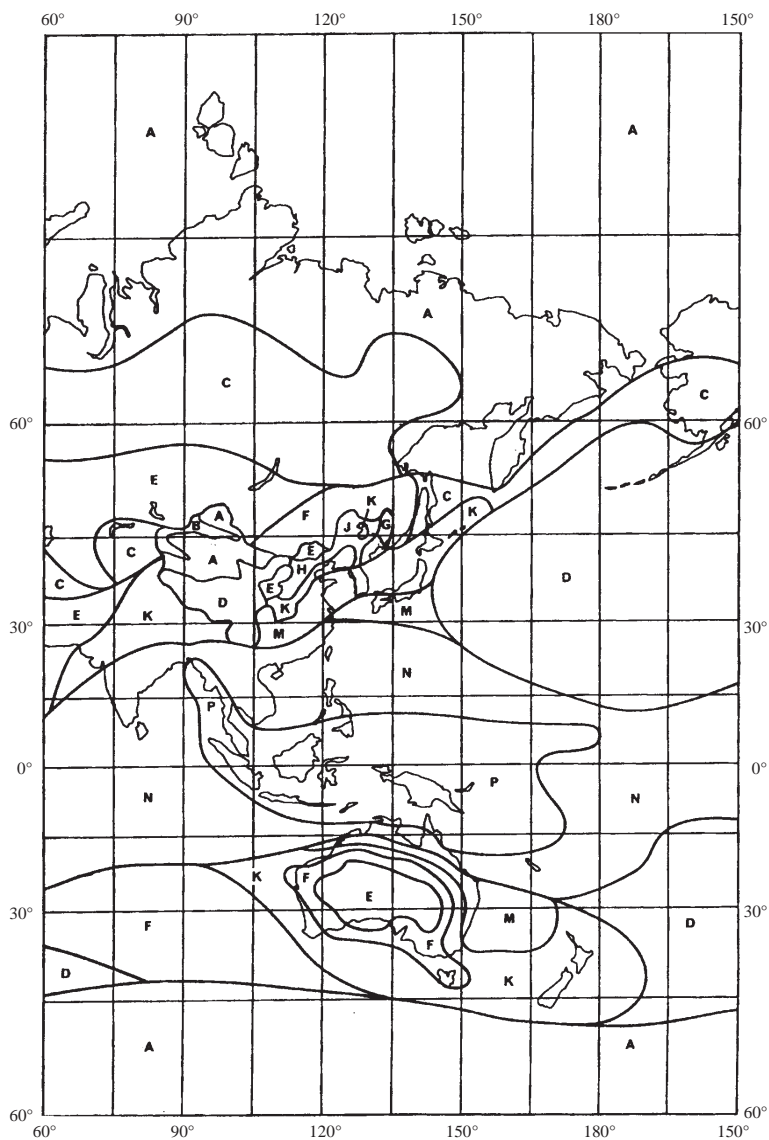 60° 90° 120° 150° 180° 150°
A A
A
C C
60° 60°
E K C
A F K
B J G
C A E
H
C E D
D K
E K M M
30° 30°
N
P
0° P 0°
N N
K F
E
30° M 30°
F D
F
D K
A A
60° 60°
60° 90° 120° 150° 180° 150°